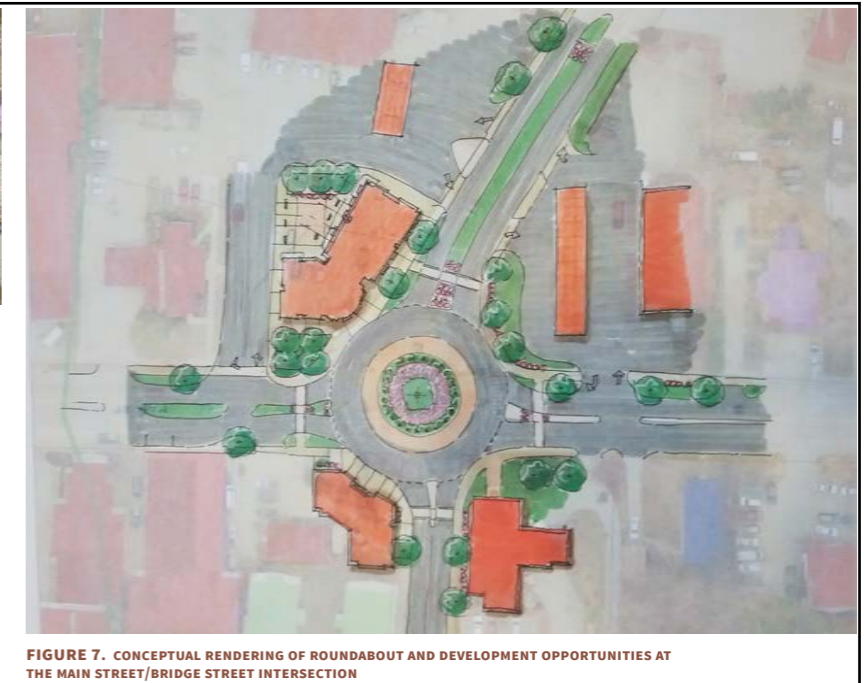 FIGURE 7. CONCEPTUAL RENDERING OF ROUNDABOUT AND DEVELOPMENT OPPORTUNITIES AT
THE MAIN STREET/BRIDGE STREET INTERSECTION